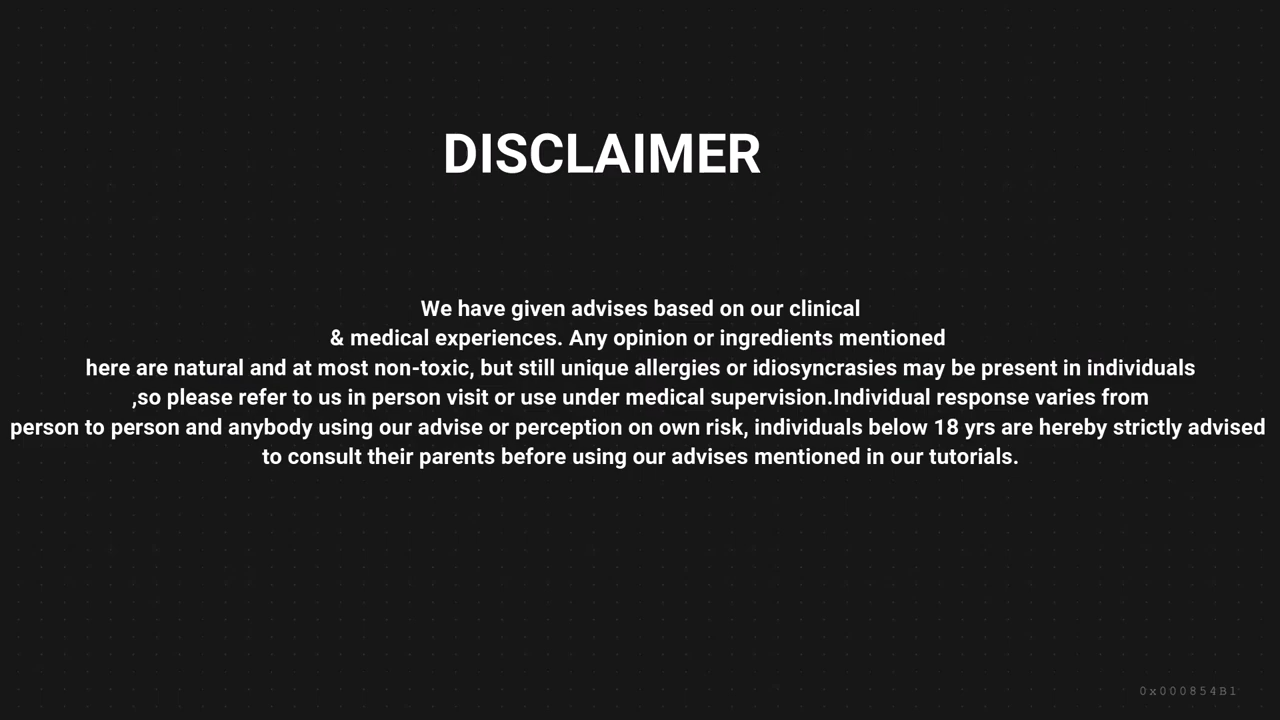 DISCLAIMER
We have given advises based on our clinical
& medical experiences. Any opinion or ingredients mentioned
here are natural and at most non-toxic, but still unique allergies or idiosyncrasies may be present in individuals
,so please refer to us in person visit or use under medical supervision.Individual response varies from
person to person and anybody using our advise or perception on own risk, individuals below 18 yrs are hereby strictly advised
to consult their parents before using our advises mentioned in our tutorials.
0x000854B1